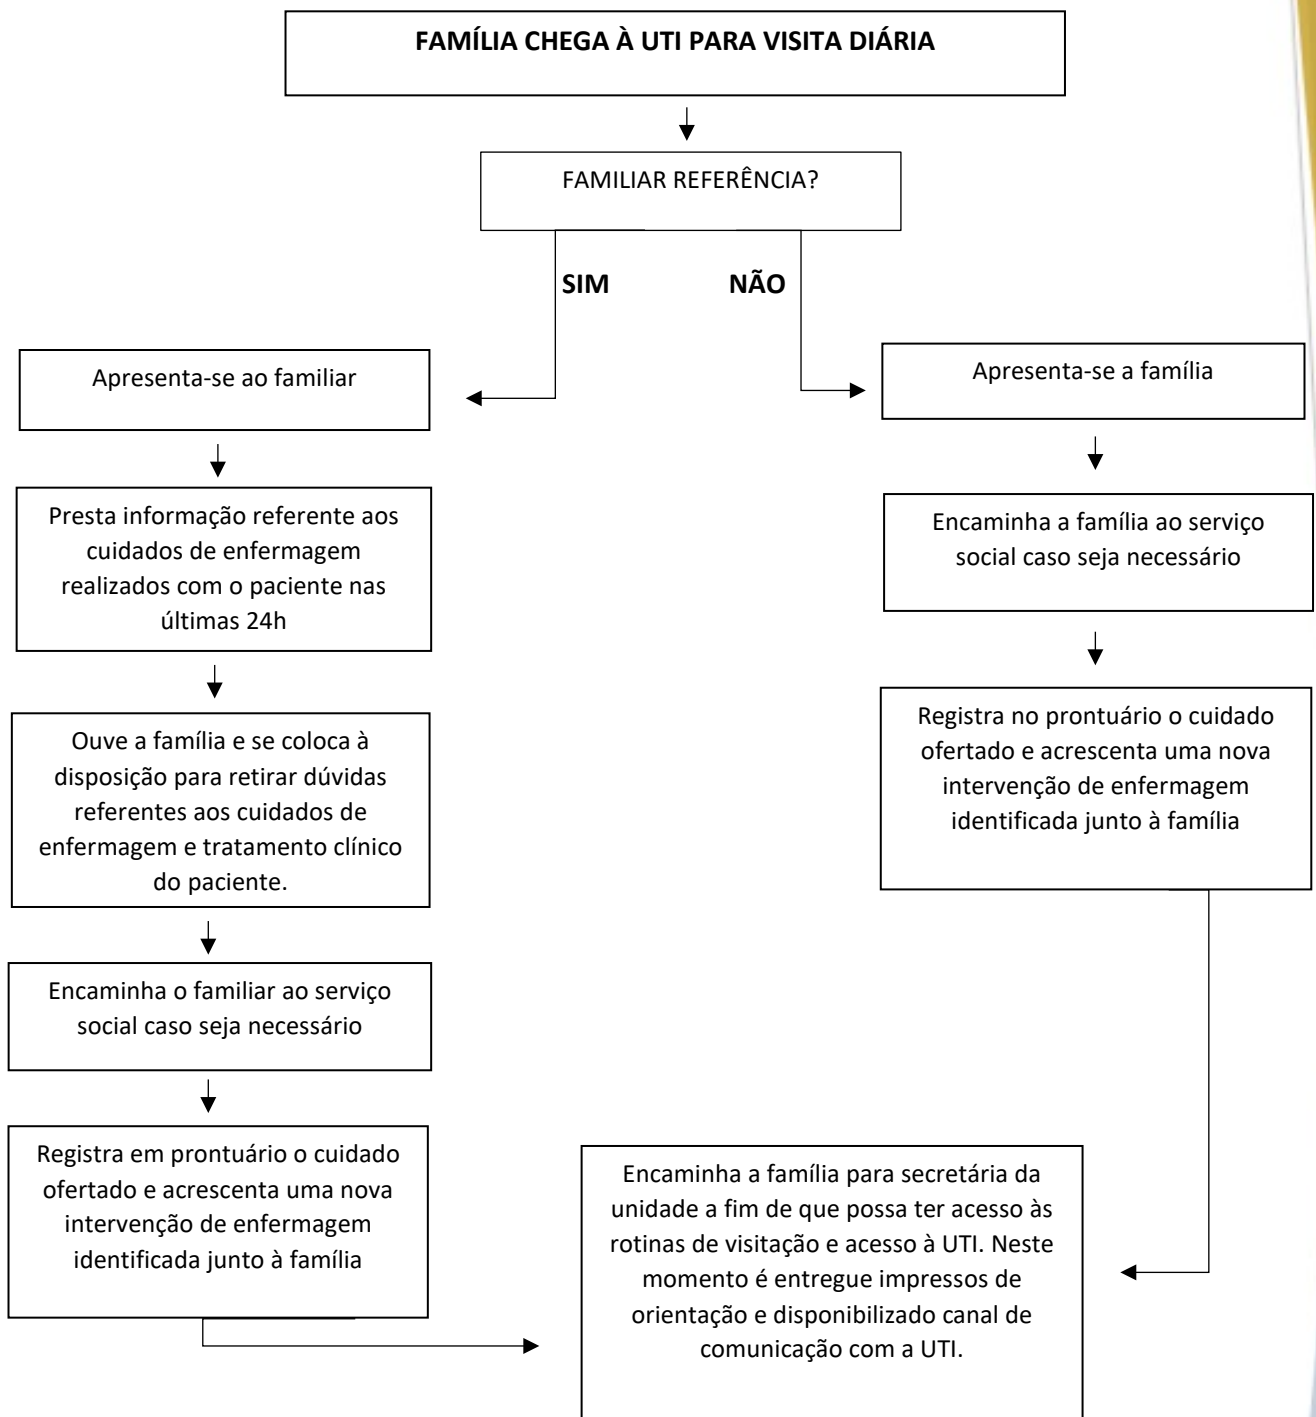 FAMÍLIA CHEGA À UTI PARA VISITA DIÁRIA
FAMILIAR REFERÊNCIA?
SIM
NÃO
Apresenta-se ao familiar
Presta informação referente aos
cuidados de enfermagem
realizados com o paciente nas
últimas 24h
Ouve a família e se coloca à
disposição para retirar dúvidas
referentes aos cuidados de
enfermagem e tratamento clínico
do paciente.
Encaminha o familiar ao serviço
social caso seja necessário
Registra em prontuário o cuidado
ofertado e acrescenta uma nova
intervenção de enfermagem
identificada junto à família
Apresenta-se a família
Encaminha a família ao serviço
social caso seja necessário
Registra no prontuário o cuidado
ofertado e acrescenta uma nova
intervenção de enfermagem
identificada junto à família
Encaminha a família para secretária da
unidade a fim de que possa ter acesso às
rotinas de visitação e acesso à UTI. Neste
momento é entregue impressos de
orientação e disponibilizado canal de
comunicação com a UTI.